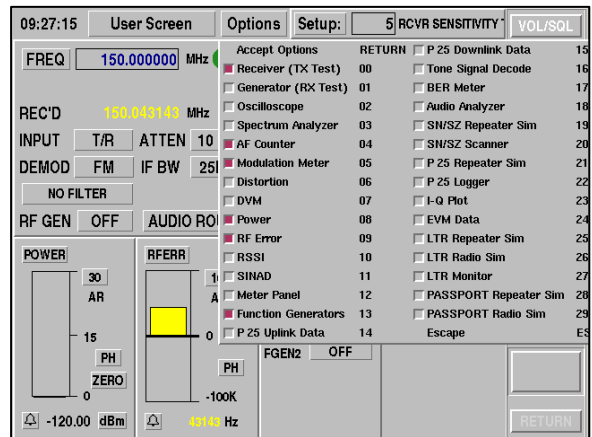 09:27:15 User Screen Options Setup: 5 RCVR SENSITIVITY VOL/SQL
FREQ 150.000000 MHz
REC'D 150.043143 MHz
INPUT T/R ATTEN 10
DEMOD FM IF BW
NO FILTER
RF GEN OFF AUDIO
Accept Options RETURN
Receiver (TX Test) 00
Generator (RX Test) 01
Oscilloscope 02
Spectrum Analyzer 03
AF Counter 04
Modulation Meter 05
Distortion 06
DVM 07
Power 08
RF Error 09
RSSI 10
SINAD 11
Meter Panel 12
Function Generators 13
P 25 Uplink Data 14
P 25 Downlink Data 15
Tone Signal Decode 16
BER Meter 17
Audio Analyzer 18
SN/SZ Repeater Sim 19
SN/SZ Scanner 20
P 25 Repeater Sim 21
P 25 Logger 22
I-Q Plot 23
EVM Data 24
LTR Repeater Sim 25
LTR Radio Sim 26
LTR Monitor 27
PASSPORT Repeater Sim 28
PASSPORT Radio Sim 29
Escape ES
POWER
30
AR
15
PH
ZERO
0
-120.00 dBm
RFERR
0
PH
-100K
43143 Hz
FGEN2 OFF
RETURN